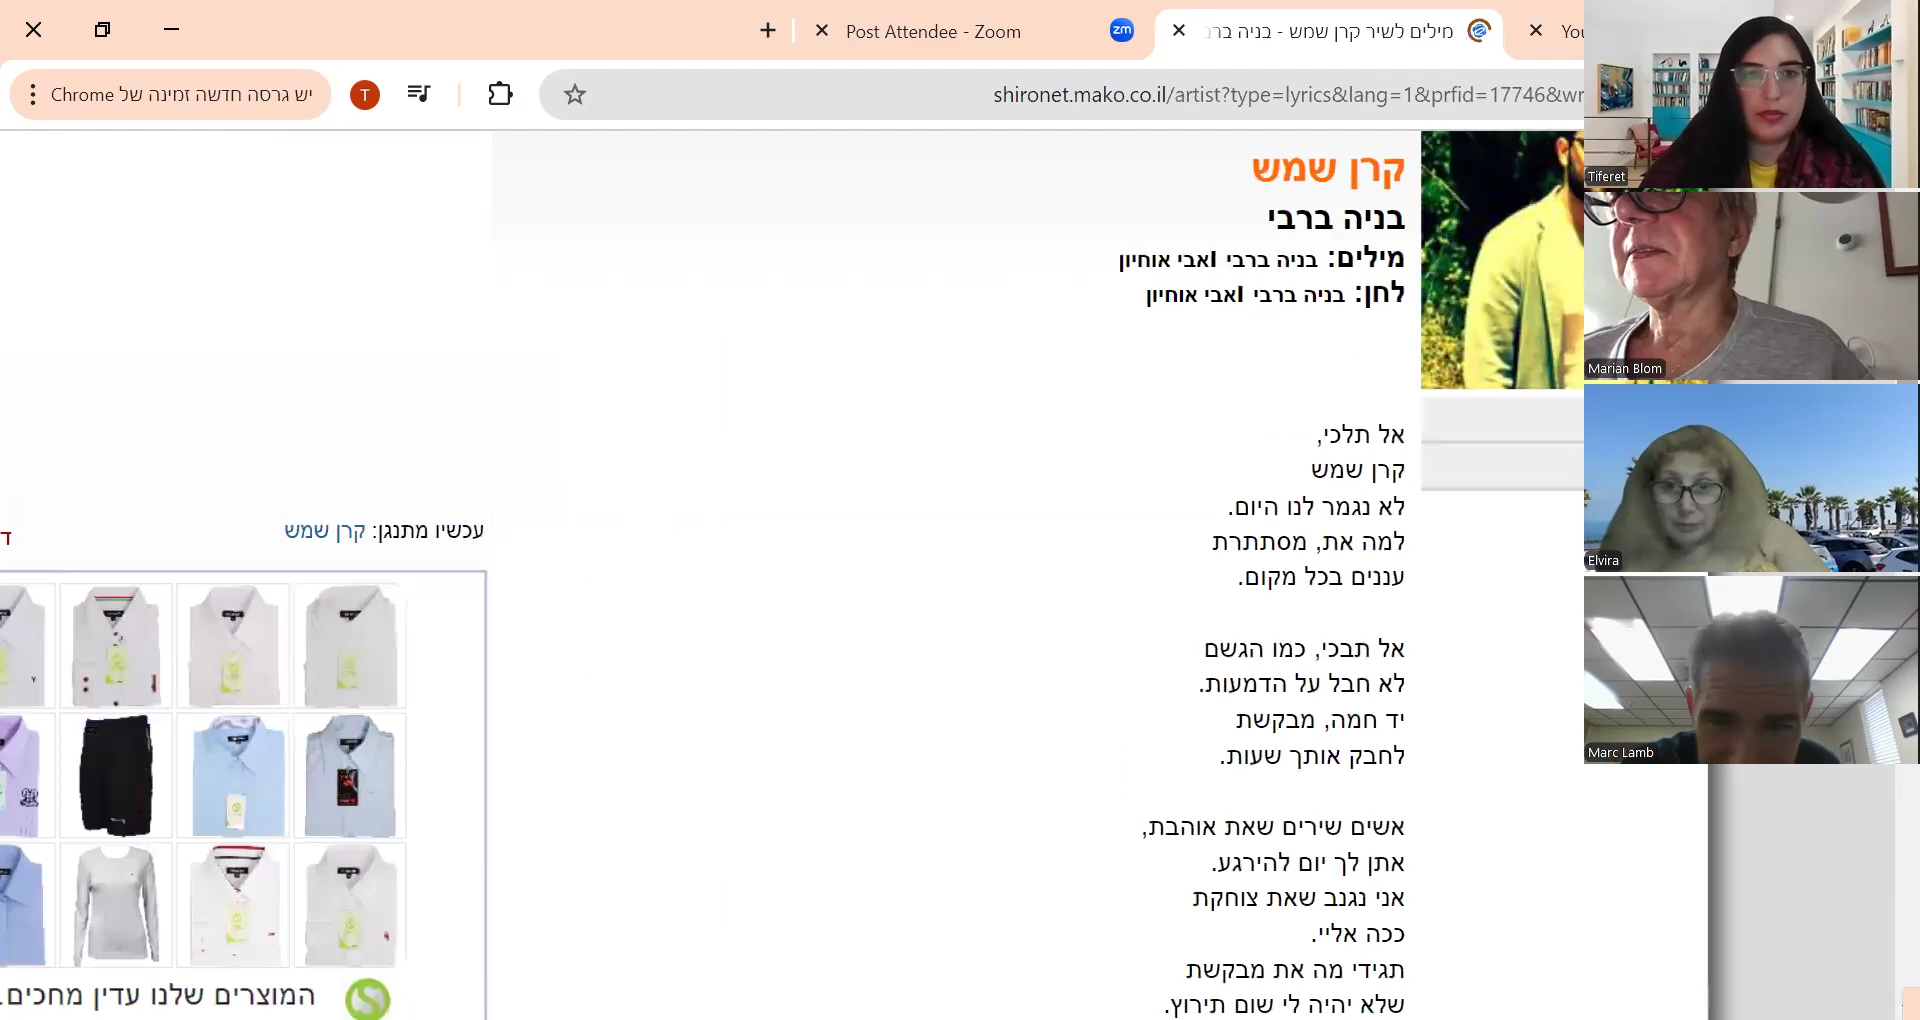 Post Attendee - Zoom
zm
מילים לשיר קרן שמש - בניה ברב
You
יש גרסה חדשה זמינה של Chrome
T
shironet.mako.co.il/artist?type=lyrics&lang=1&prfid=17746&wr
קרן שמש
בניה ברבי
מילים: בניה ברבי ואבי אוחיון
לחן: בניה ברבי ואבי אוחיון
אל תלכי,
קרן שמש
לא נגמר לנו היום.
למה את, מסתתרת
עננים בכל מקום.
אל תבכי, כמו הגשם
לא חבל על הדמעות.
יד חמה, מבקשת
לחבק אותך שעות.
אשים שירים שאת אוהבת,
אתן לך יום להירגע.
אני נגנב שאת צוחקת
ככה אליי.
תגידי מה את מבקשת
שלא יהיה לי שום תירוץ.
עכשיו מתנגן: קרן שמש
ד
המוצרים שלנו עדין מחכים.
Tiferet
Marian Blom
Elvira
Marc Lamb